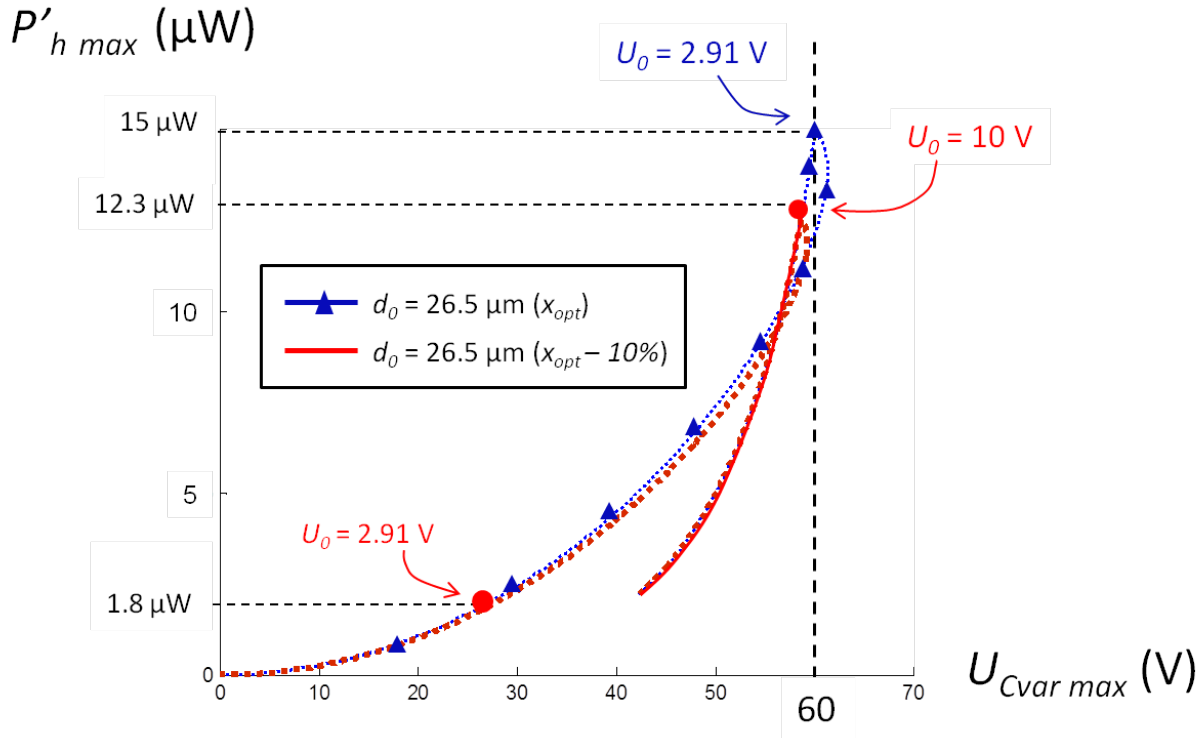 P'h max (µW)
U0 = 2.91 V
15 µW
U0 = 10 V
12.3 µW
d0 = 26.5 µm (xopt)
10
d0 = 26.5 µm (xopt – 10%)
5
U0 = 2.91 V
1.8 µW
0
0 10 20 30 40 50 60 70
UCvar max (V)